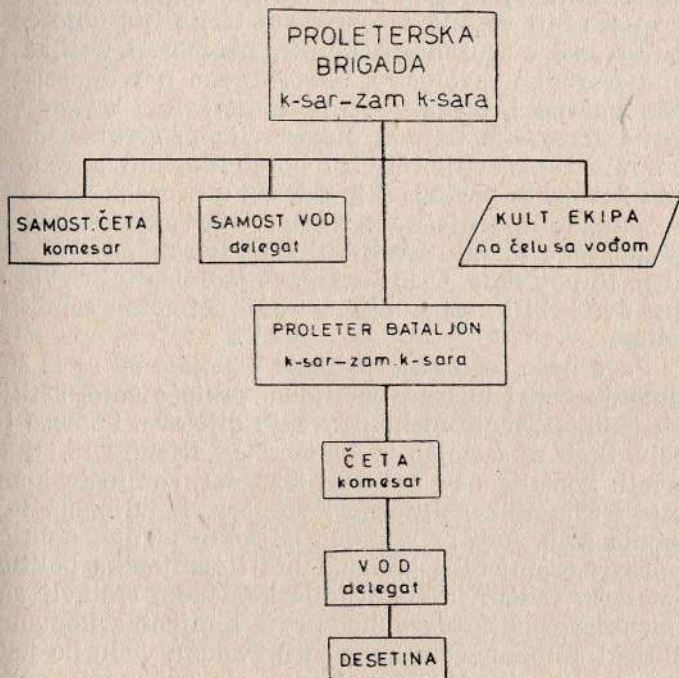 PROLETERSKA
BRIGADA
k-sar-zam k-sara
SAMOST. ČETA
komesar
SAMOST VOD
delegat
KULT. EKIPA
na čelu sa vođom
PROLETER BATALJON
k-sar-zam. k-sara
ČETA
komesar
VOD
delegat
DESETINA